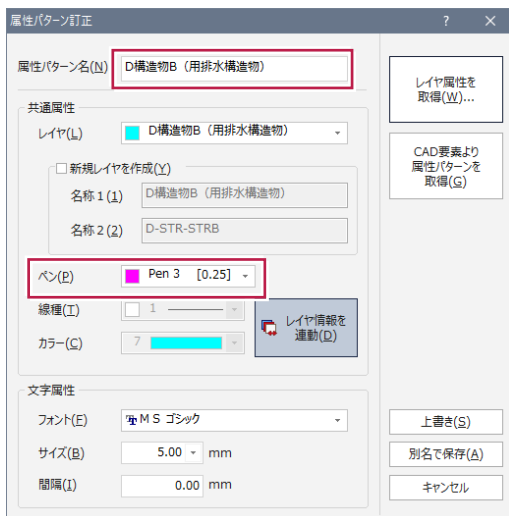 属性パターン訂正 ? ×
属性パターン名(N) D構造物B（用排水構造物）
レイヤ属性を
取得(W)...
共通属性
レイヤ(L) D構造物B（用排水構造物）
CAD要素より
属性パターンを
取得(G)
新規レイヤを作成(Y)
名称1(1) D構造物B（用排水構造物）
名称2(2) D-STR-STRB
ペン(P) Pen 3 [0.25]
線種(T) 1
レイヤ情報を
連動(D)
カラー(C) 7
文字属性
フォント(F) ＭＳ ゴシック
上書き(S)
サイズ(B) 5.00 mm
別名で保存(A)
間隔(I) 0.00 mm
キャンセル